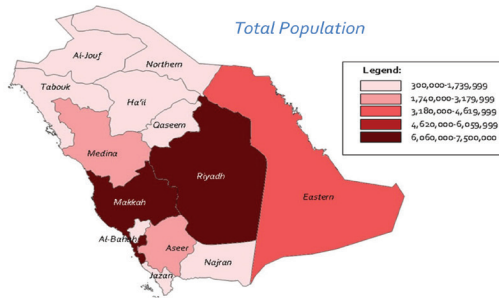 Total Population
Al-Jouf
Northern
Tabouk
Ha'il
Qaseem
Medina
Riyadh
Makkah
Eastern
Al-Bahah
Aseer
Najran
Jazan
Legend:
300,000-1,739,999
1,740,000-3,179,999
3,180,000-4,619,999
4,620,000-6,059,999
6,060,000-7,500,000